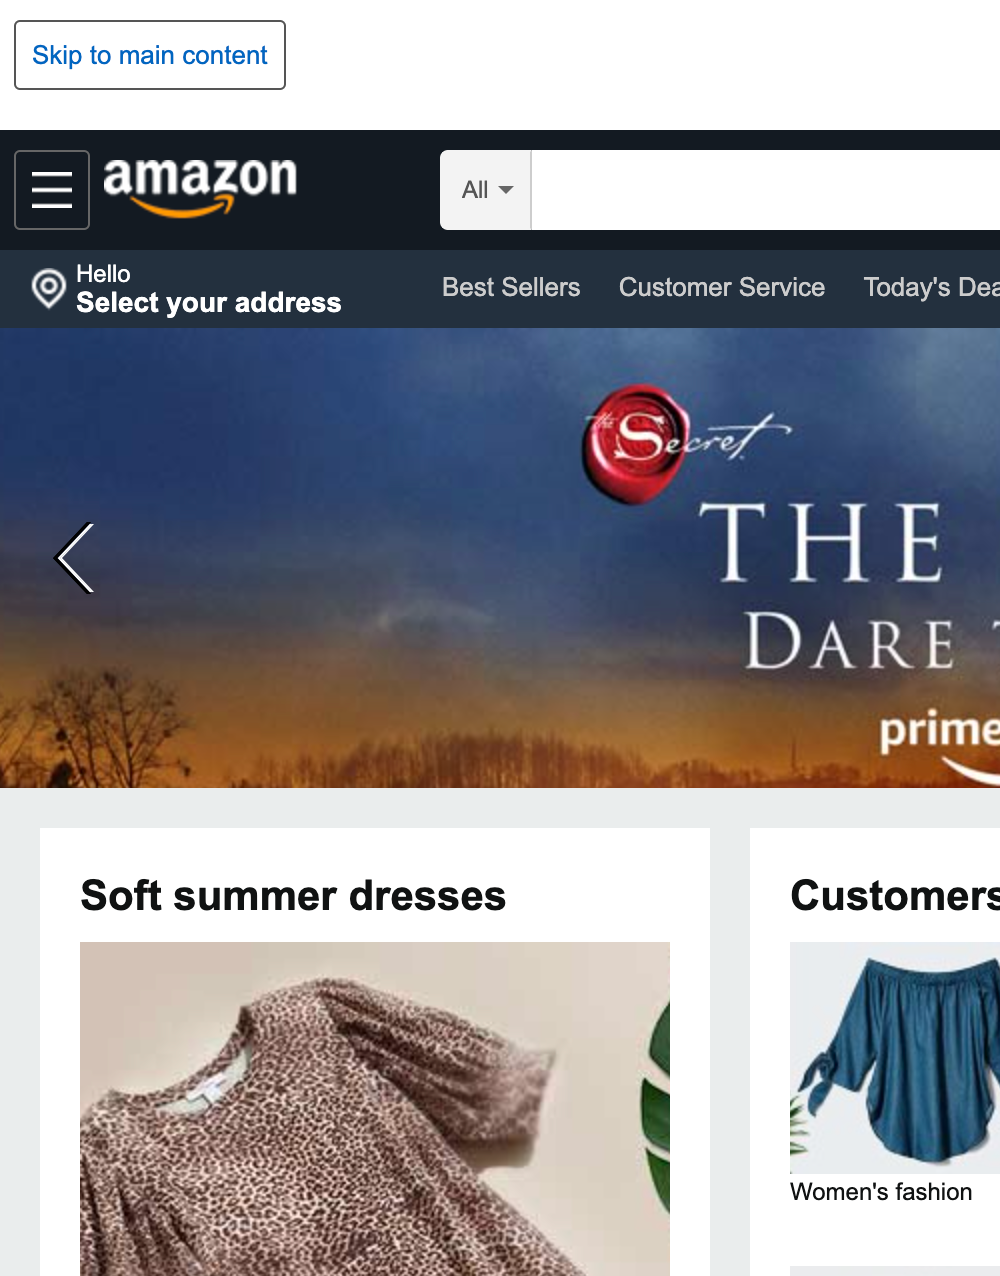 Skip to main content
amazon
All
Hello
Select your address
Best Sellers
Customer Service
Today's Dea
the Secret
THE
DARE
prime
Soft summer dresses
Customers
Women's fashion